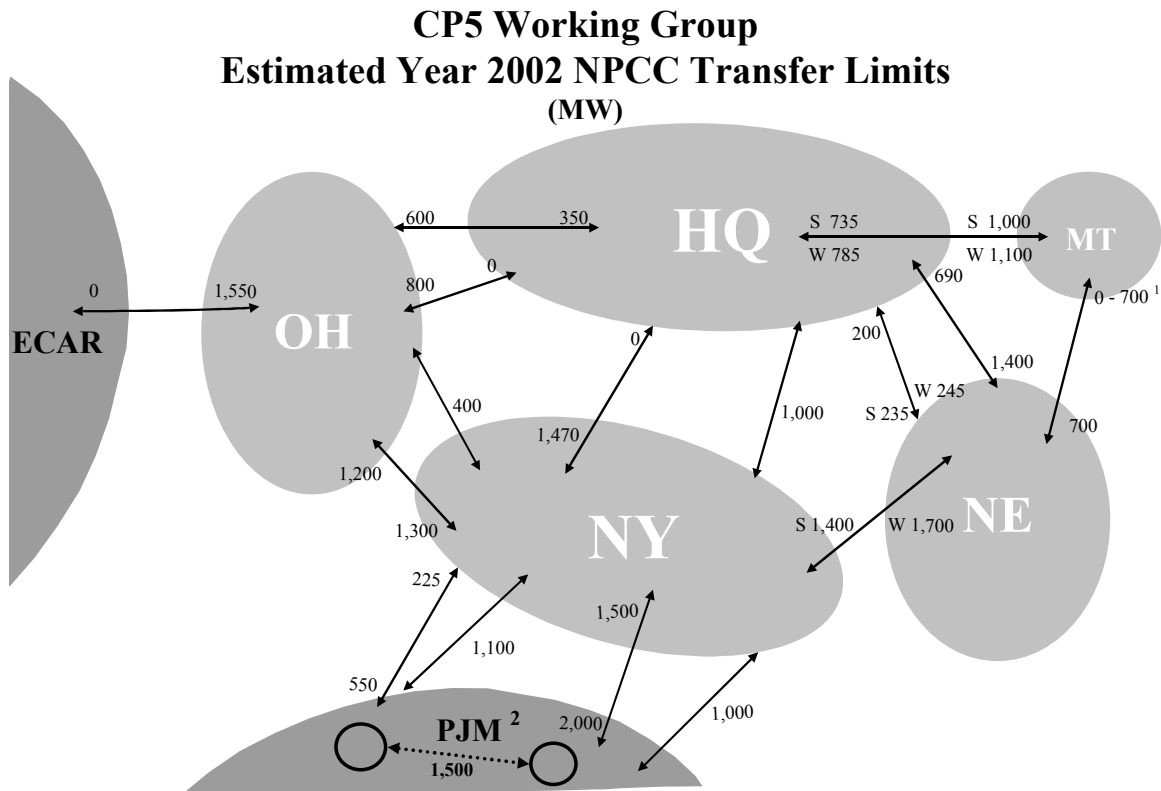 CP5 Working Group
Estimated Year 2002 NPCC Transfer Limits
(MW)
600
350
HQ
S 735
S 1,000
W 785
W 1,100
MT
0
800
690
0 - 700 1
0
1,550
ECAR
OH
0
200
1,400
400
W 245
S 235
1,000
700
1,470
1,200
1,300
NY
S 1,400
W 1,700
NE
225
1,500
1,100
550
2,000
1,000
PJM 2
1,500